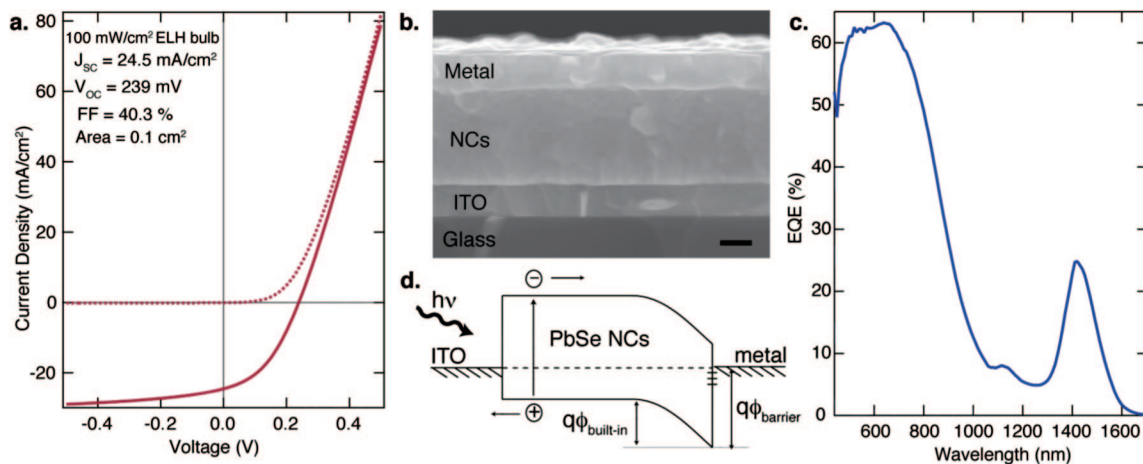 a.
100 mW/cm² ELH bulb
J_SC = 24.5 mA/cm²
V_OC = 239 mV
FF = 40.3 %
Area = 0.1 cm²
80
60
40
20
0
-20
Current Density (mA/cm²)
-0.4
-0.2
0.0
0.2
0.4
Voltage (V)
b.
Metal
NCs
ITO
Glass
d.
hν
−
PbSe NCs
ITO
metal
+
qϕbuilt-in
qϕbarrier
c.
60
50
40
30
20
10
0
EQE (%)
600
800
1000
1200
1400
1600
Wavelength (nm)